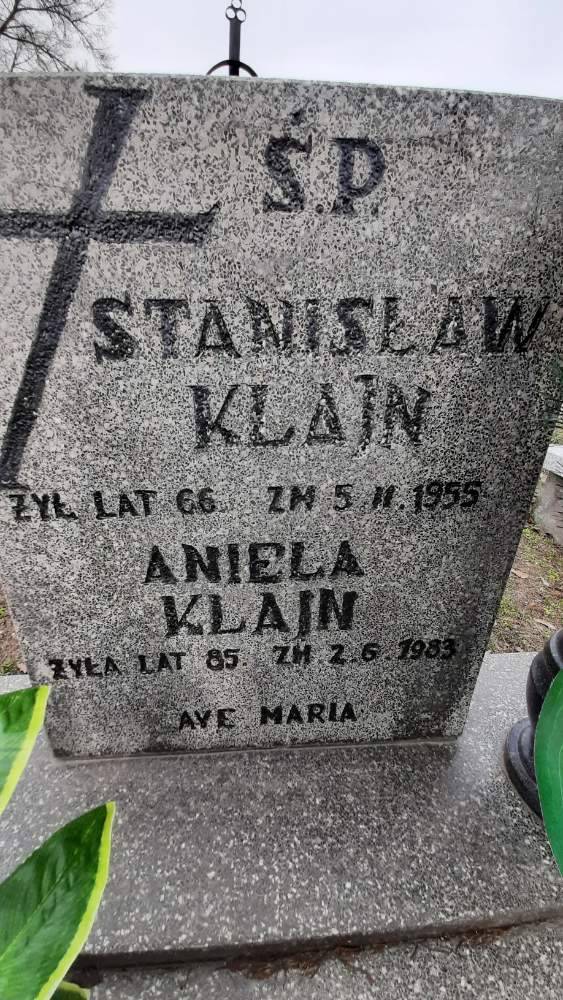 Ś.P.
STANISŁAW
KLAJN
ŻYŁ LAT 66. ZM 5 II. 1955
ANIELA
KLAJN
ŻYŁA LAT 85. ZM 2.6.1983.
AVE MARIA